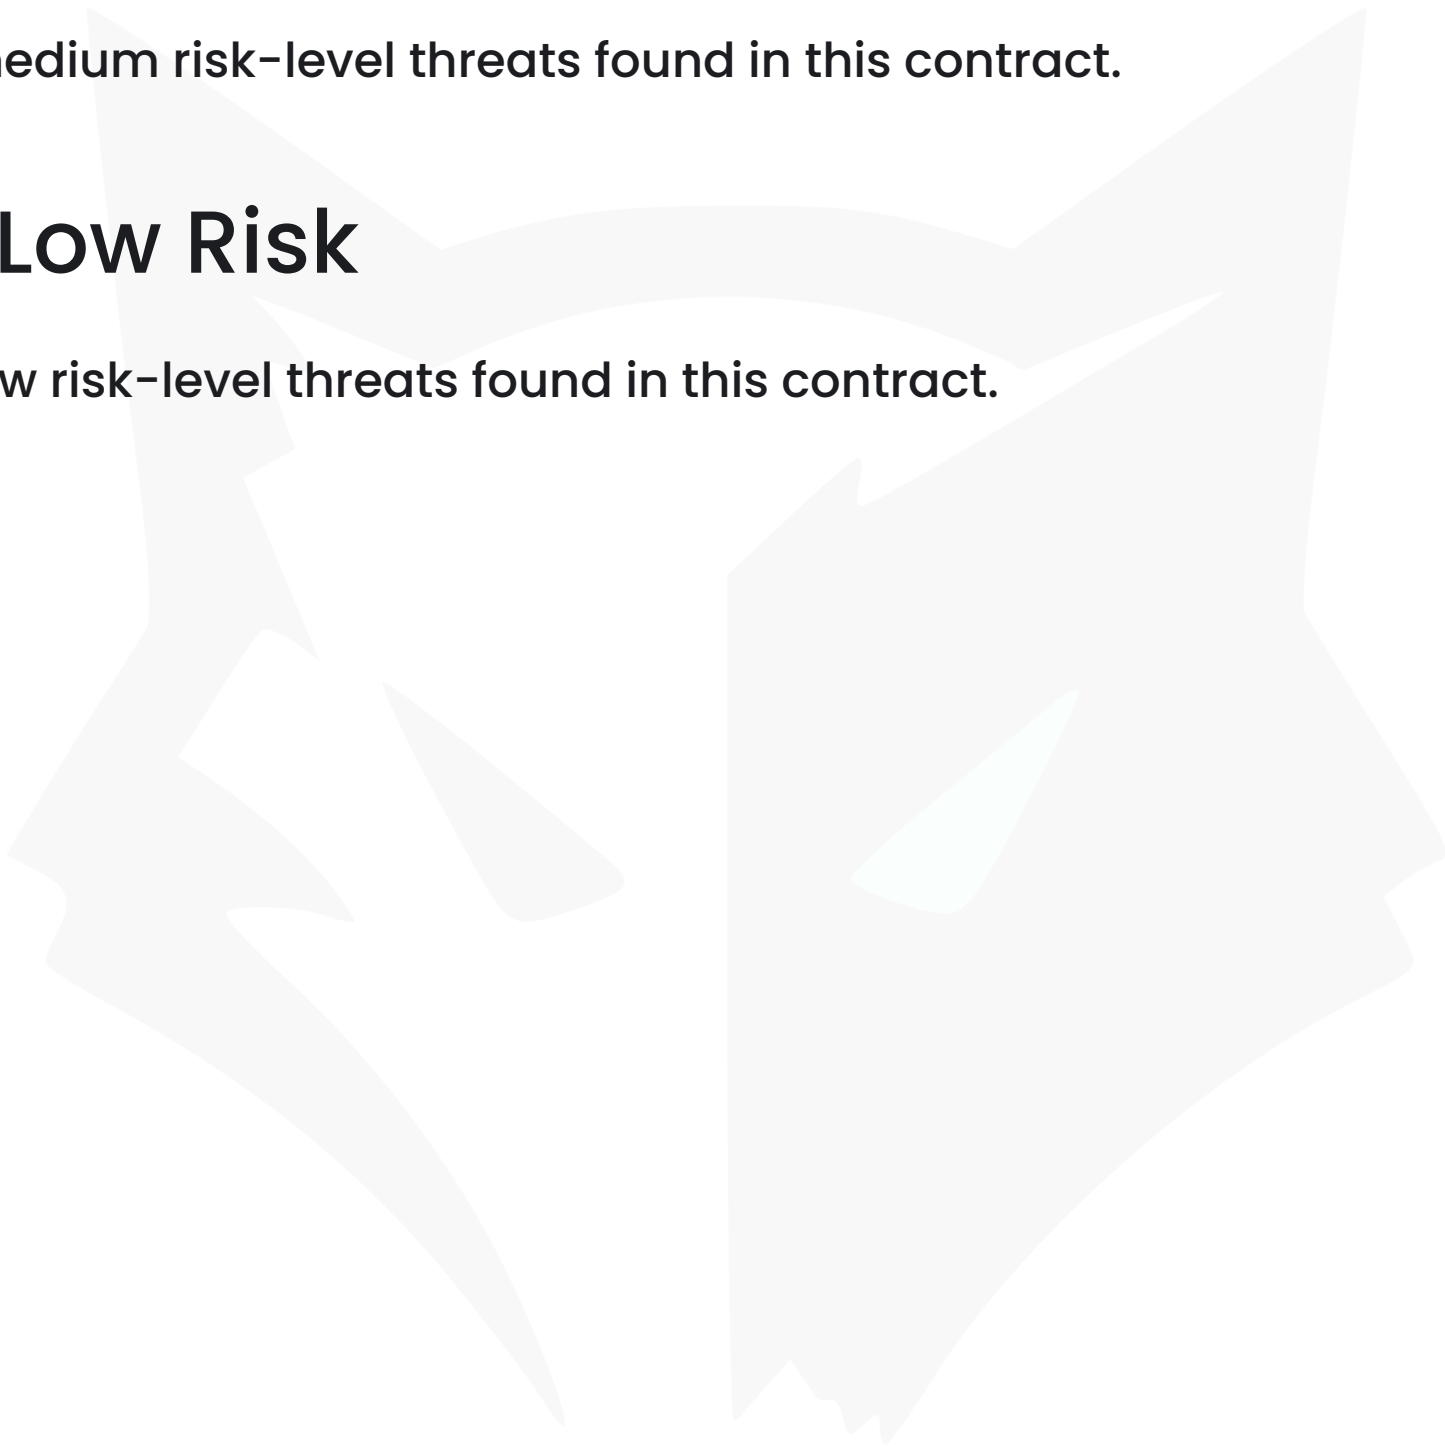 edium risk-level threats found in this contract.
Low Risk
w risk-level threats found in this contract.